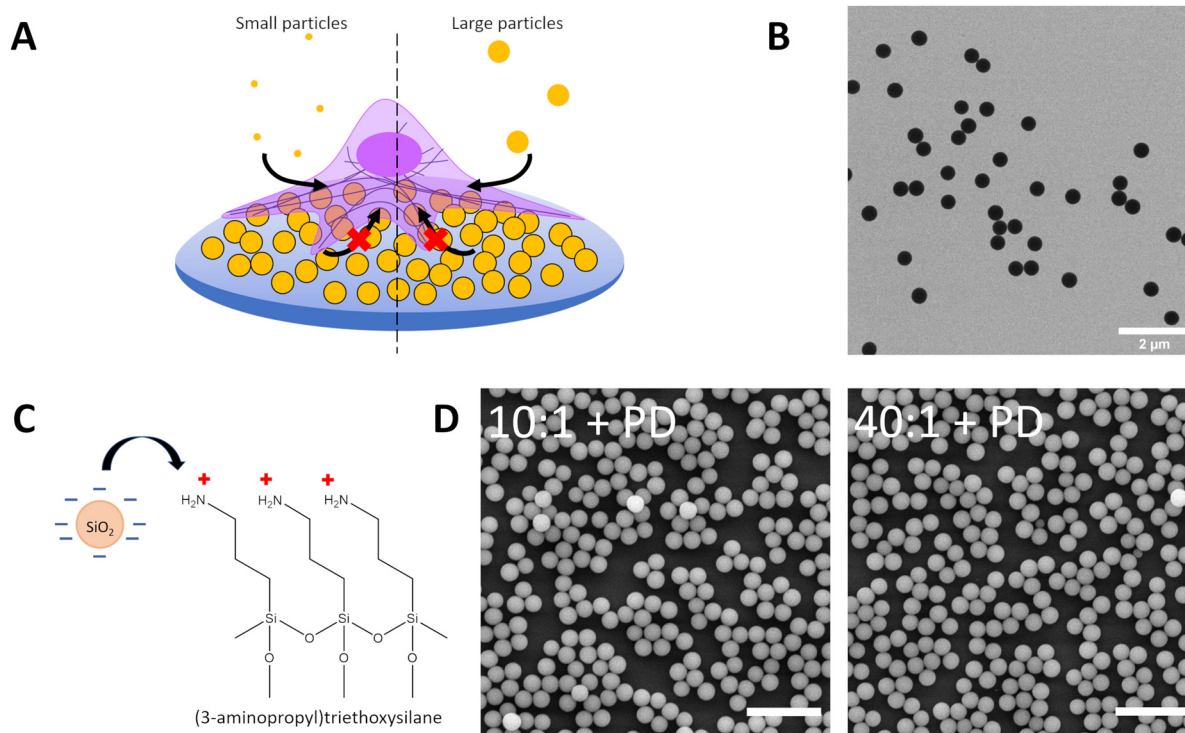 A
Small particles
Large particles
B
2 µm
C
SiO2
+ + +
H2N H2N H2N
Si Si Si
O O
O O O
(3-aminopropyl)triethoxysilane
D
10:1 + PD
40:1 + PD